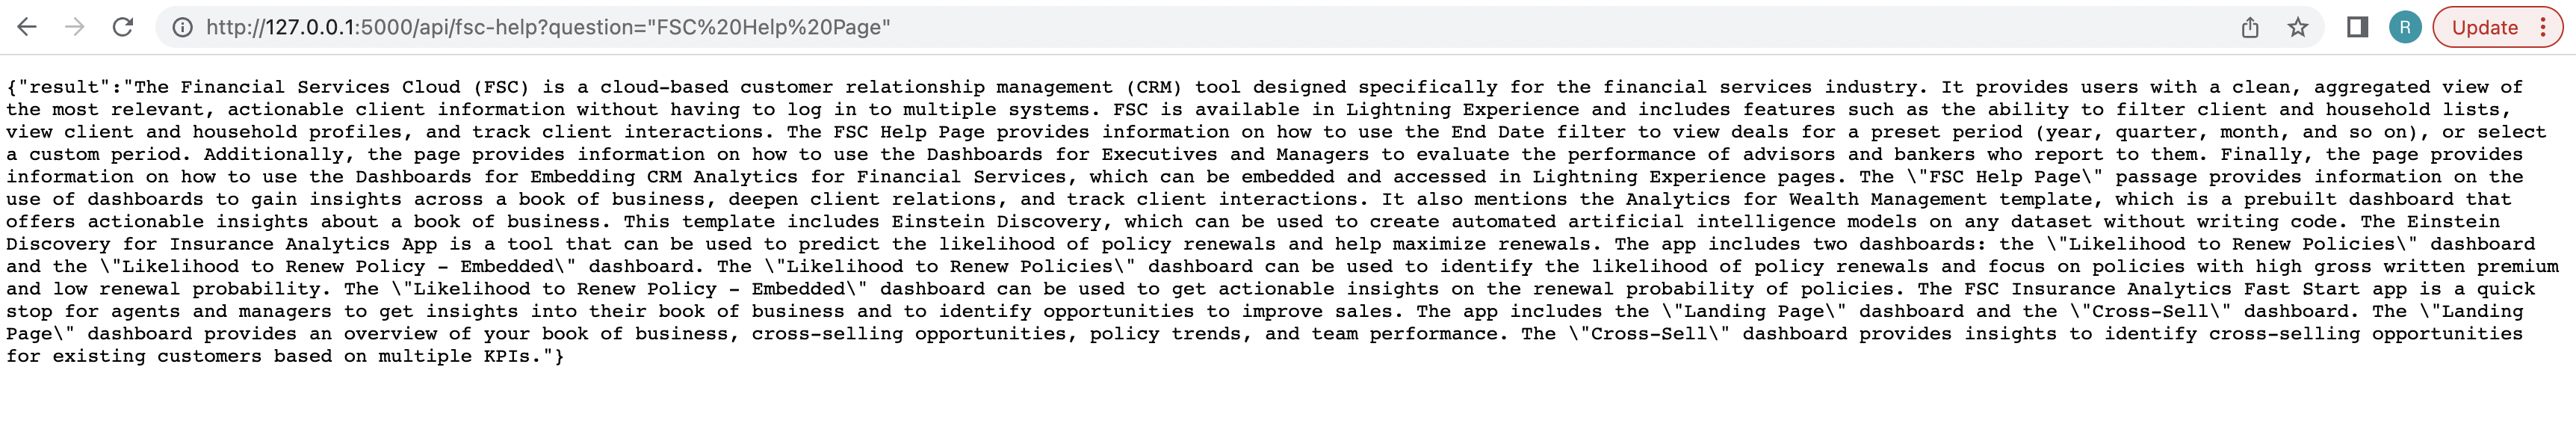 http://127.0.0.1:5000/api/fsc-help?question="FSC%20Help%20Page"
R
Update
{"result":"The Financial Services Cloud (FSC) is a cloud-based customer relationship management (CRM) tool designed specifically for the financial services industry. It provides users with a clean, aggregated view of
the most relevant, actionable client information without having to log in to multiple systems. FSC is available in Lightning Experience and includes features such as the ability to filter client and household lists,
view client and household profiles, and track client interactions. The FSC Help Page provides information on how to use the End Date filter to view deals for a preset period (year, quarter, month, and so on), or select
a custom period. Additionally, the page provides information on how to use the Dashboards for Executives and Managers to evaluate the performance of advisors and bankers who report to them. Finally, the page provides
information on how to use the Dashboards for Embedding CRM Analytics for Financial Services, which can be embedded and accessed in Lightning Experience pages. The \"FSC Help Page\" passage provides information on the
use of dashboards to gain insights across a book of business, deepen client relations, and track client interactions. It also mentions the Analytics for Wealth Management template, which is a prebuilt dashboard that
offers actionable insights about a book of business. This template includes Einstein Discovery, which can be used to create automated artificial intelligence models on any dataset without writing code. The Einstein
Discovery for Insurance Analytics App is a tool that can be used to predict the likelihood of policy renewals and help maximize renewals. The app includes two dashboards: the \"Likelihood to Renew Policies\" dashboard
and the \"Likelihood to Renew Policy - Embedded\" dashboard. The \"Likelihood to Renew Policies\" dashboard can be used to identify the likelihood of policy renewals and focus on policies with high gross written premium
and low renewal probability. The \"Likelihood to Renew Policy - Embedded\" dashboard can be used to get actionable insights on the renewal probability of policies. The FSC Insurance Analytics Fast Start app is a quick
stop for agents and managers to get insights into their book of business and to identify opportunities to improve sales. The app includes the \"Landing Page\" dashboard and the \"Cross-Sell\" dashboard. The \"Landing
Page\" dashboard provides an overview of your book of business, cross-selling opportunities, policy trends, and team performance. The \"Cross-Sell\" dashboard provides insights to identify cross-selling opportunities
for existing customers based on multiple KPIs."}